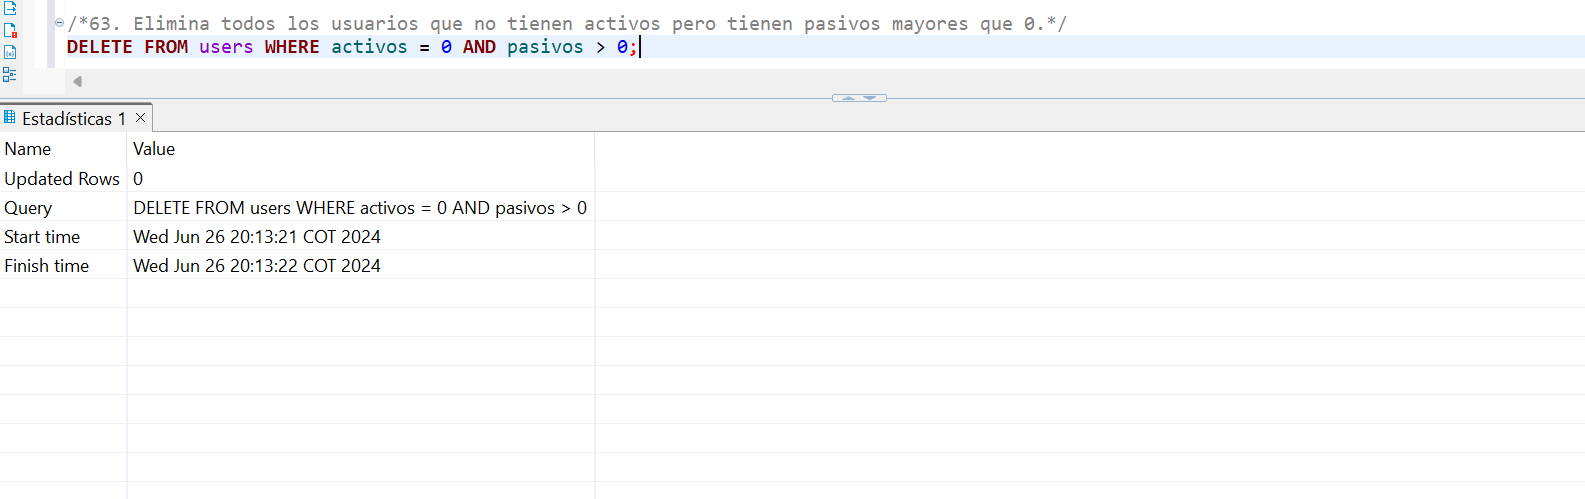 /*63. Elimina todos los usuarios que no tienen activos pero tienen pasivos mayores que 0.*/
DELETE FROM users WHERE activos = 0 AND pasivos > 0;
Estadísticas 1
Name Value
Updated Rows 0
Query DELETE FROM users WHERE activos = 0 AND pasivos > 0
Start time Wed Jun 26 20:13:21 COT 2024
Finish time Wed Jun 26 20:13:22 COT 2024